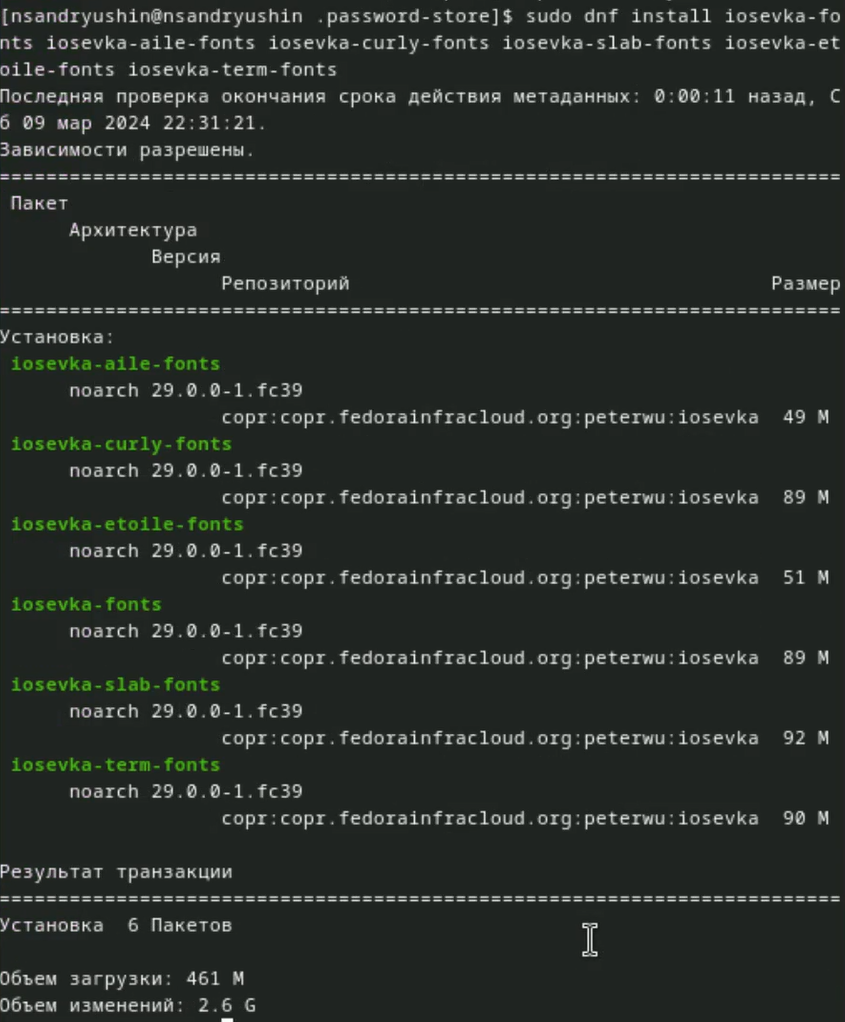 [nsandryushin@nsandryushin .password-store]$ sudo dnf install iosevka-fo
nts iosevka-aile-fonts iosevka-curly-fonts iosevka-slab-fonts iosevka-et
oile-fonts iosevka-term-fonts
Последняя проверка окончания срока действия метаданных: 0:00:11 назад, С
б 09 мар 2024 22:31:21.
Зависимости разрешены.
========================================================================
Пакет
Архитектура
Версия
Репозиторий Размер
========================================================================
Установка:
iosevka-aile-fonts
noarch 29.0.0-1.fc39
copr:copr.fedorainfracloud.org:peterwu:iosevka 49 M
iosevka-curly-fonts
noarch 29.0.0-1.fc39
copr:copr.fedorainfracloud.org:peterwu:iosevka 89 M
iosevka-etoile-fonts
noarch 29.0.0-1.fc39
copr:copr.fedorainfracloud.org:peterwu:iosevka 51 M
iosevka-fonts
noarch 29.0.0-1.fc39
copr:copr.fedorainfracloud.org:peterwu:iosevka 89 M
iosevka-slab-fonts
noarch 29.0.0-1.fc39
copr:copr.fedorainfracloud.org:peterwu:iosevka 92 M
iosevka-term-fonts
noarch 29.0.0-1.fc39
copr:copr.fedorainfracloud.org:peterwu:iosevka 90 M
Результат транзакции
========================================================================
Установка 6 Пакетов
Объем загрузки: 461 M
Объем изменений: 2.6 G